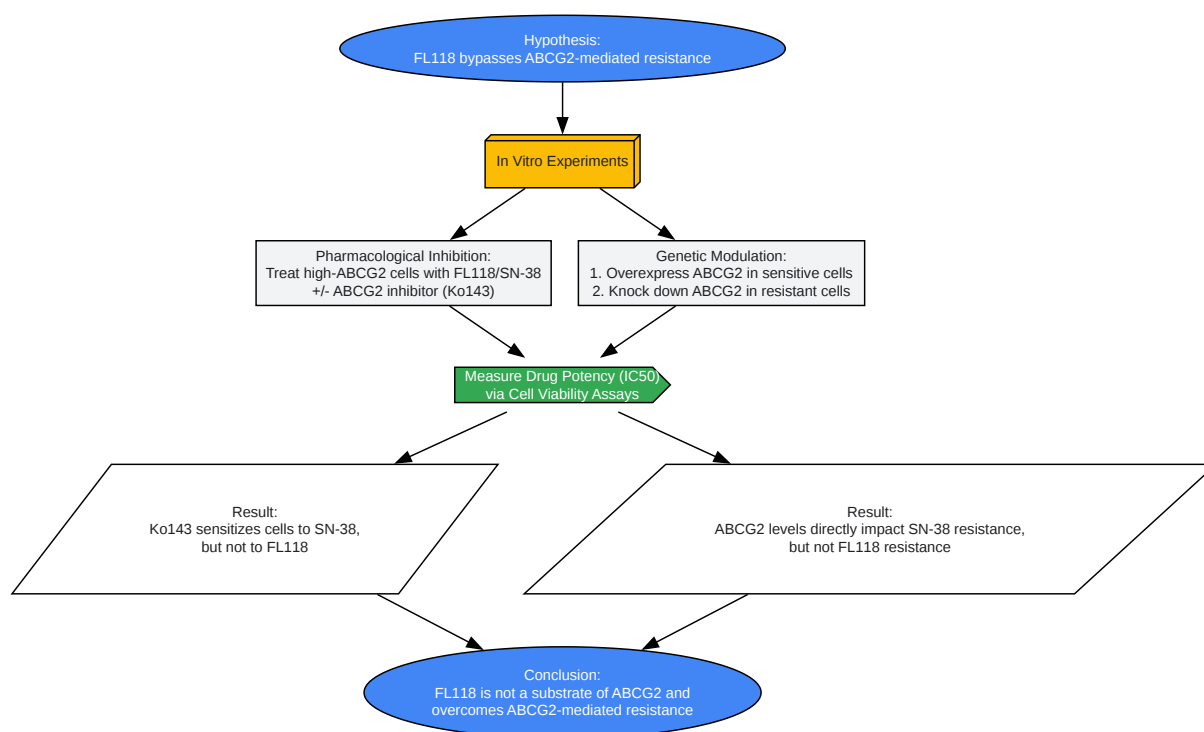 Hypothesis:
FL118 bypasses ABCG2-mediated resistance
In Vitro Experiments
Pharmacological Inhibition:
Treat high-ABCG2 cells with FL118/SN-38
+/- ABCG2 inhibitor (Ko143)
Genetic Modulation:
1. Overexpress ABCG2 in sensitive cells
2. Knock down ABCG2 in resistant cells
Measure Drug Potency (IC50)
via Cell Viability Assays
Result:
Ko143 sensitizes cells to SN-38,
but not to FL118
Result:
ABCG2 levels directly impact SN-38 resistance,
but not FL118 resistance
Conclusion:
FL118 is not a substrate of ABCG2 and
overcomes ABCG2-mediated resistance